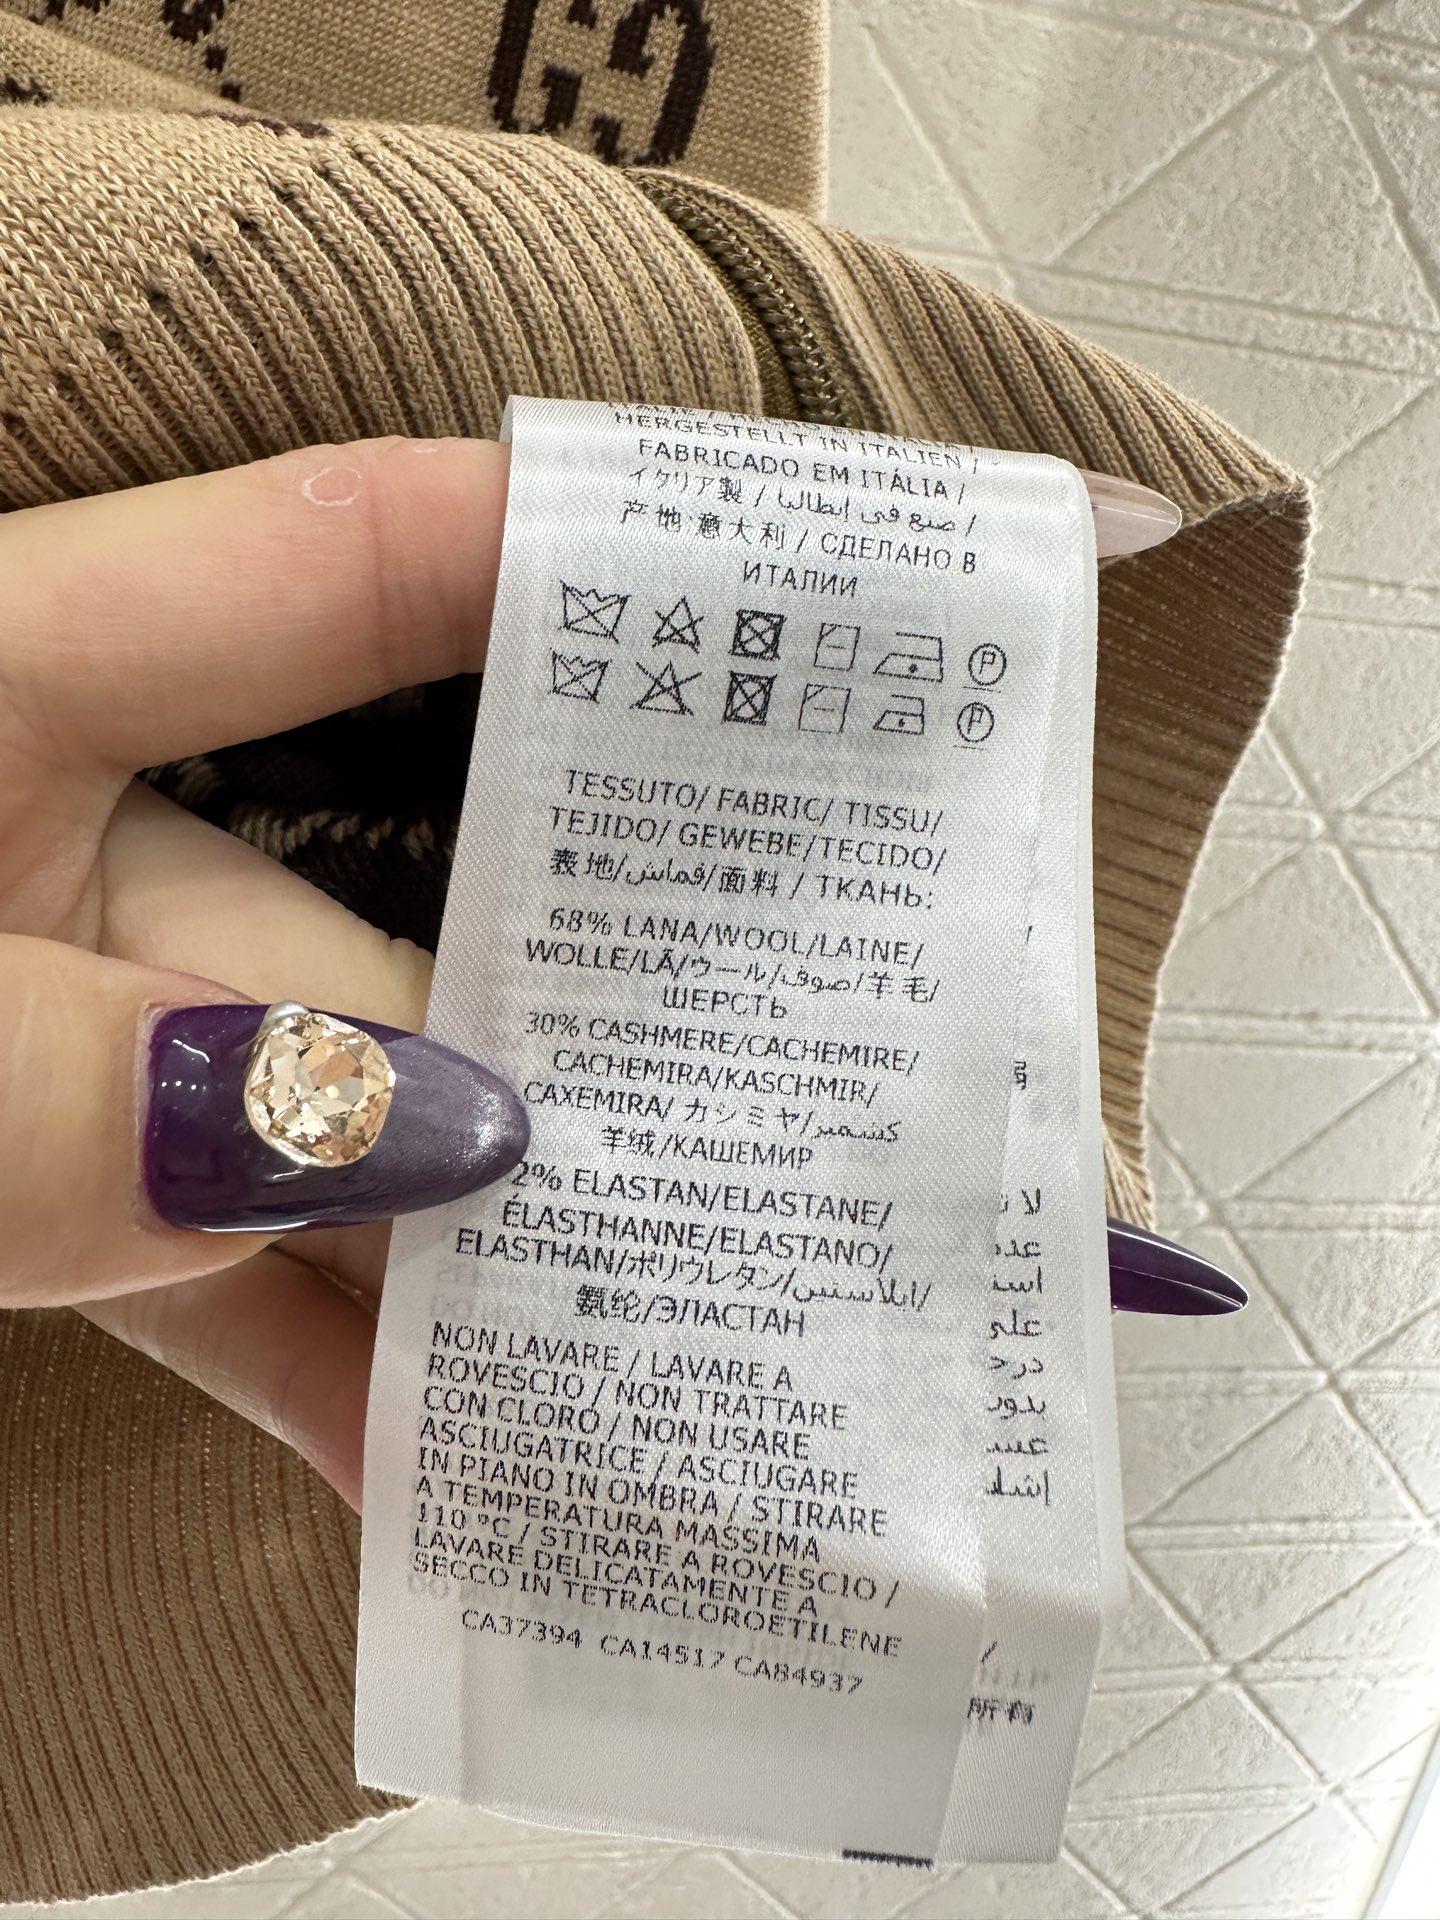 HERGESTELLT IN ITALIEN /
FABRICADO EM ITÁLIA /
イタリア製 / صنع في إيطاليا /
产地:意大利 / СДЕЛАНО В
ИТАЛИИ
P
P
TESSUTO/ FABRIC/ TISSU/
TEJIDO/ GEWEBE/TECIDO/
表地/قماش/面料 / ТКАНЬ:
68% LANA/WOOL/LAINE/
WOLLE/LÃ/ウール/صوف/羊毛/
ШЕРСТЬ
30% CASHMERE/CACHEMIRE/
CACHEMIRA/KASCHMIR/
CAXEMIRA/ カシミヤ/كشمير/
羊绒/КАШЕМИР
2% ELASTAN/ELASTANE/
ÉLASTHANNE/ELASTANO/
ELASTHAN/ポリウレタン/ايلاستين/
氨纶/ЭЛАСТАН
NON LAVARE / LAVARE A
ROVESCIO / NON TRATTARE
CON CLORO / NON USARE
ASCIUGATRICE / ASCIUGARE
IN PIANO IN OMBRA / STIRARE
A TEMPERATURA MASSIMA
110 °C / STIRARE A ROVESCIO /
LAVARE DELICATAMENTE A
SECCO IN TETRACLOROETILENE
CA37394 CA14517 CA84937
所有